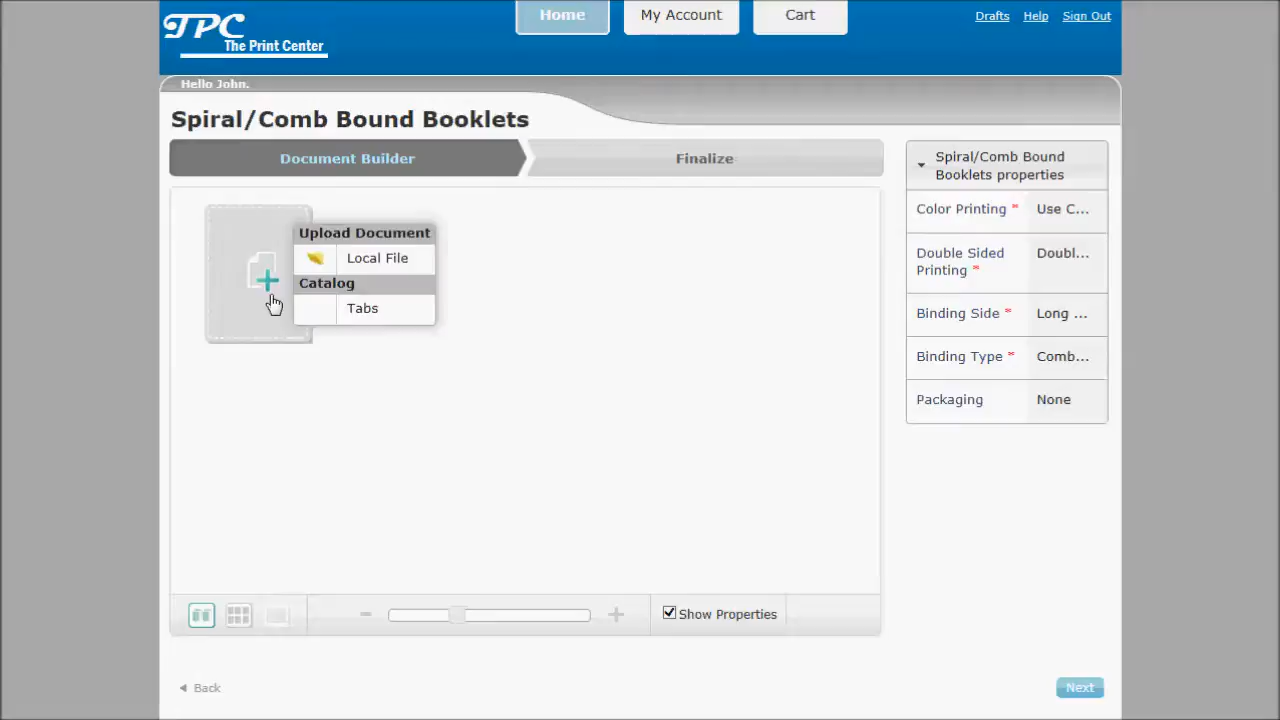 TPC
The Print Center
Home
My Account
Cart
Drafts
Help
Sign Out
Hello John.
Spiral/Comb Bound Booklets
Document Builder
Finalize
Upload Document
Local File
Catalog
Tabs
Spiral/Comb Bound
Booklets properties
Color Printing * Use C...
Double Sided
Printing * Doubl...
Binding Side * Long ...
Binding Type * Comb...
Packaging None
Show Properties
Back
Next